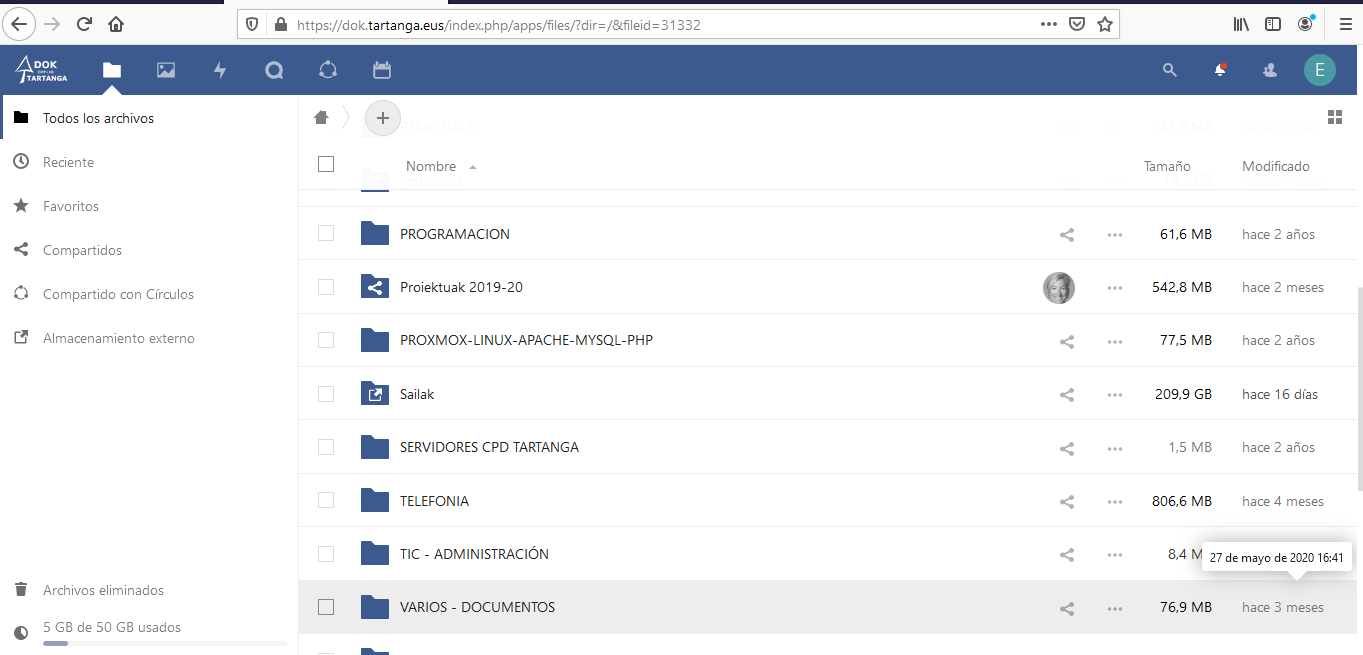 https://dok.tartanga.eus/index.php/apps/files/?dir=/&fileid=31332
DOK
TARTANGA
E
Todos los archivos
Reciente
Favoritos
Compartidos
Compartido con Círculos
Almacenamiento externo
Archivos eliminados
5 GB de 50 GB usados
Nombre Tamaño Modificado
PROGRAMACION 61,6 MB hace 2 años
Proiektuak 2019-20 542,8 MB hace 2 meses
PROXMOX-LINUX-APACHE-MYSQL-PHP 77,5 MB hace 2 años
Sailak 209,9 GB hace 16 días
SERVIDORES CPD TARTANGA 1,5 MB hace 2 años
TELEFONIA 806,6 MB hace 4 meses
TIC - ADMINISTRACIÓN 8,4 M
27 de mayo de 2020 16:41
VARIOS - DOCUMENTOS 76,9 MB hace 3 meses